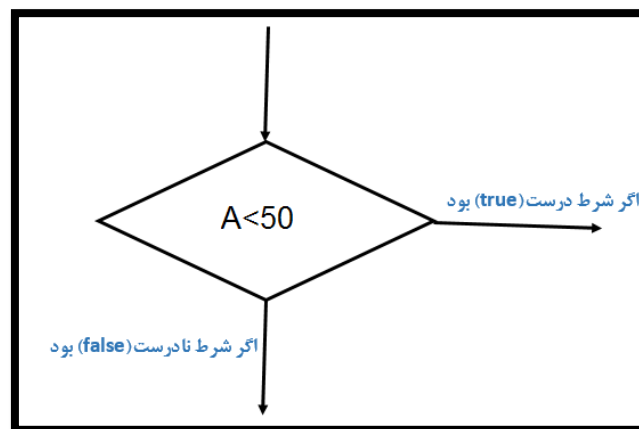 A<50
اگر شرط درست(true) بود
اگر شرط نادرست(false) بود